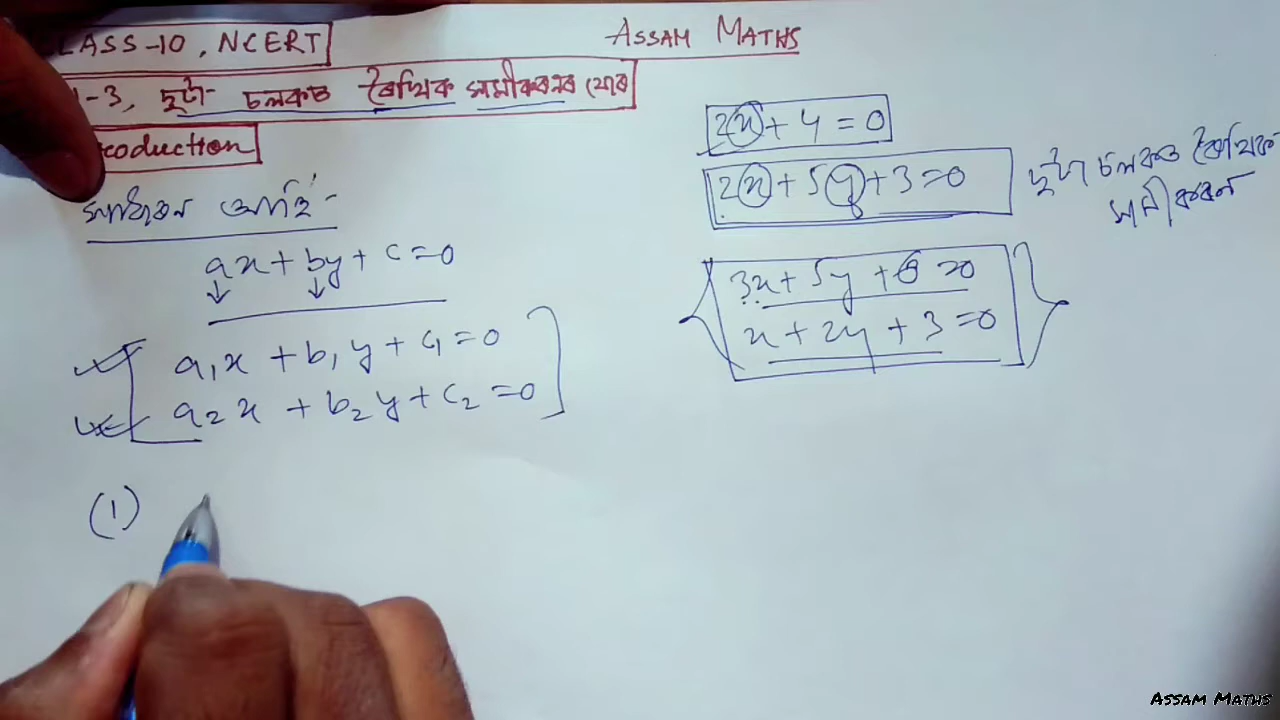 CLASS-10, NCERT
ASSAM MATHS
-3, দুটা চলকত ৰৈখিক সমীকৰণৰ যোৰ
roduction
সাধাৰণ আৰ্হি:-
ax + by + c = 0
a₁x + b₁y + c₁ = 0
a₂x + b₂y + c₂ = 0
(1)
2x + 4 = 0
2x + 5y + 3 = 0
দুটা চলকত ৰৈখিক
সমীকৰণ
3x + 5y + = 0
x + 2y + 3 = 0
ASSAM MATHS